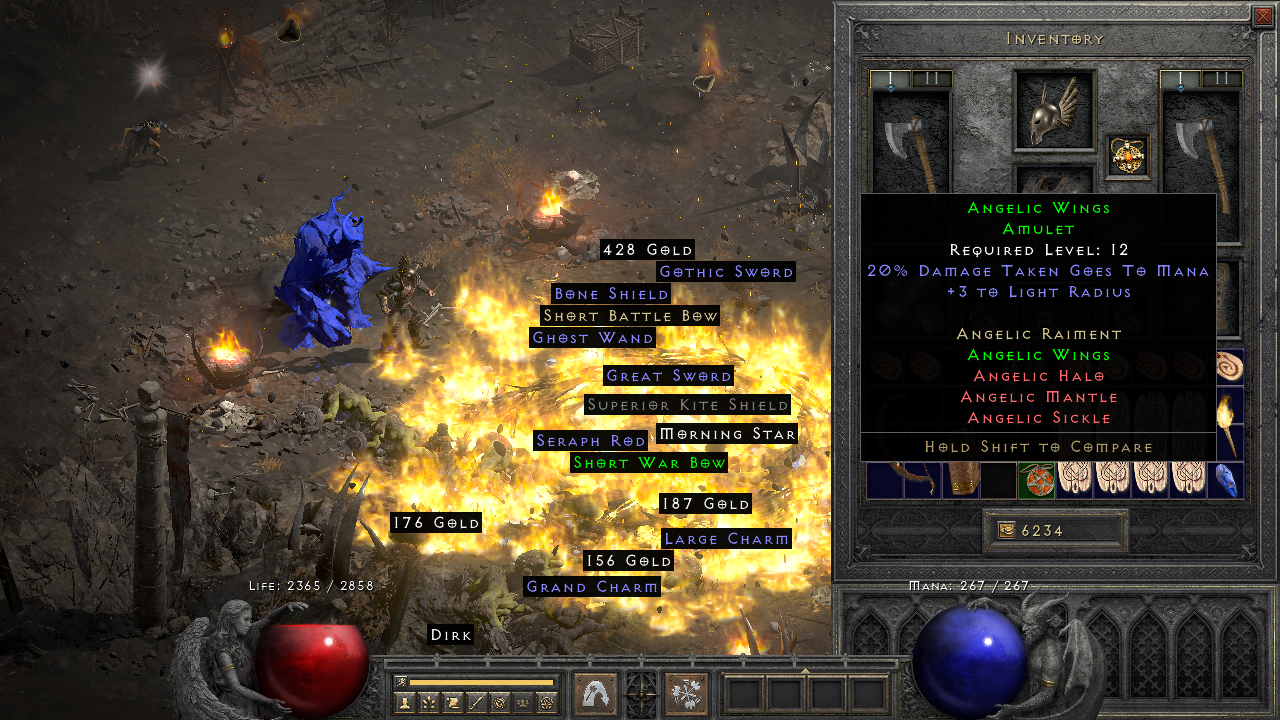 428 Gold
Gothic Sword
Bone Shield
Short Battle Bow
Ghost Wand
Great Sword
Superior Kite Shield
Morning Star
Seraph Rod
Short War Bow
187 Gold
176 Gold
Large Charm
156 Gold
Grand Charm
Dirk
Life: 2365 / 2858
Inventory
I II
I II
Angelic Wings
Amulet
Required Level: 12
20% Damage Taken Goes To Mana
+3 to Light Radius
Angelic Raiment
Angelic Wings
Angelic Halo
Angelic Mantle
Angelic Sickle
Hold Shift to Compare
6234
Mana: 267 / 267